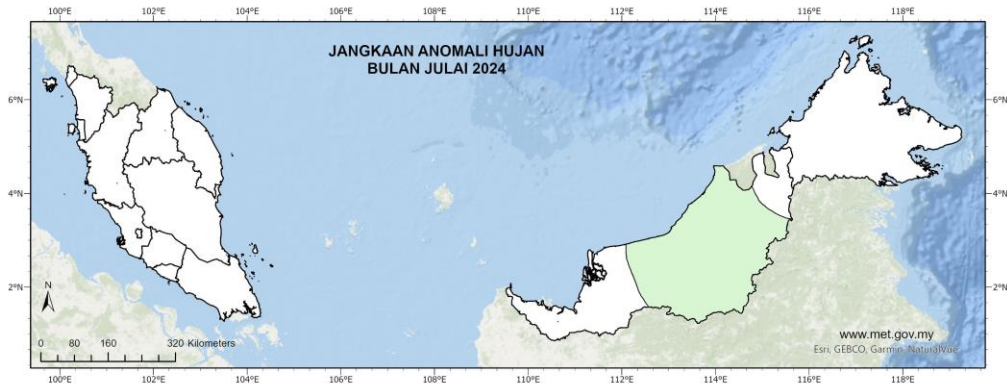 100°E 102°E 104°E 106°E 108°E 110°E 112°E 114°E 116°E 118°E
JANGKAAN ANOMALI HUJAN
BULAN JULAI 2024
6°N 6°N
4°N 4°N
2°N 2°N
N
0 80 160 320 Kilometers
www.met.gov.my
Esri, GEBCO, Garmin, NaturalVue
100°E 102°E 104°E 106°E 108°E 110°E 112°E 114°E 116°E 118°E